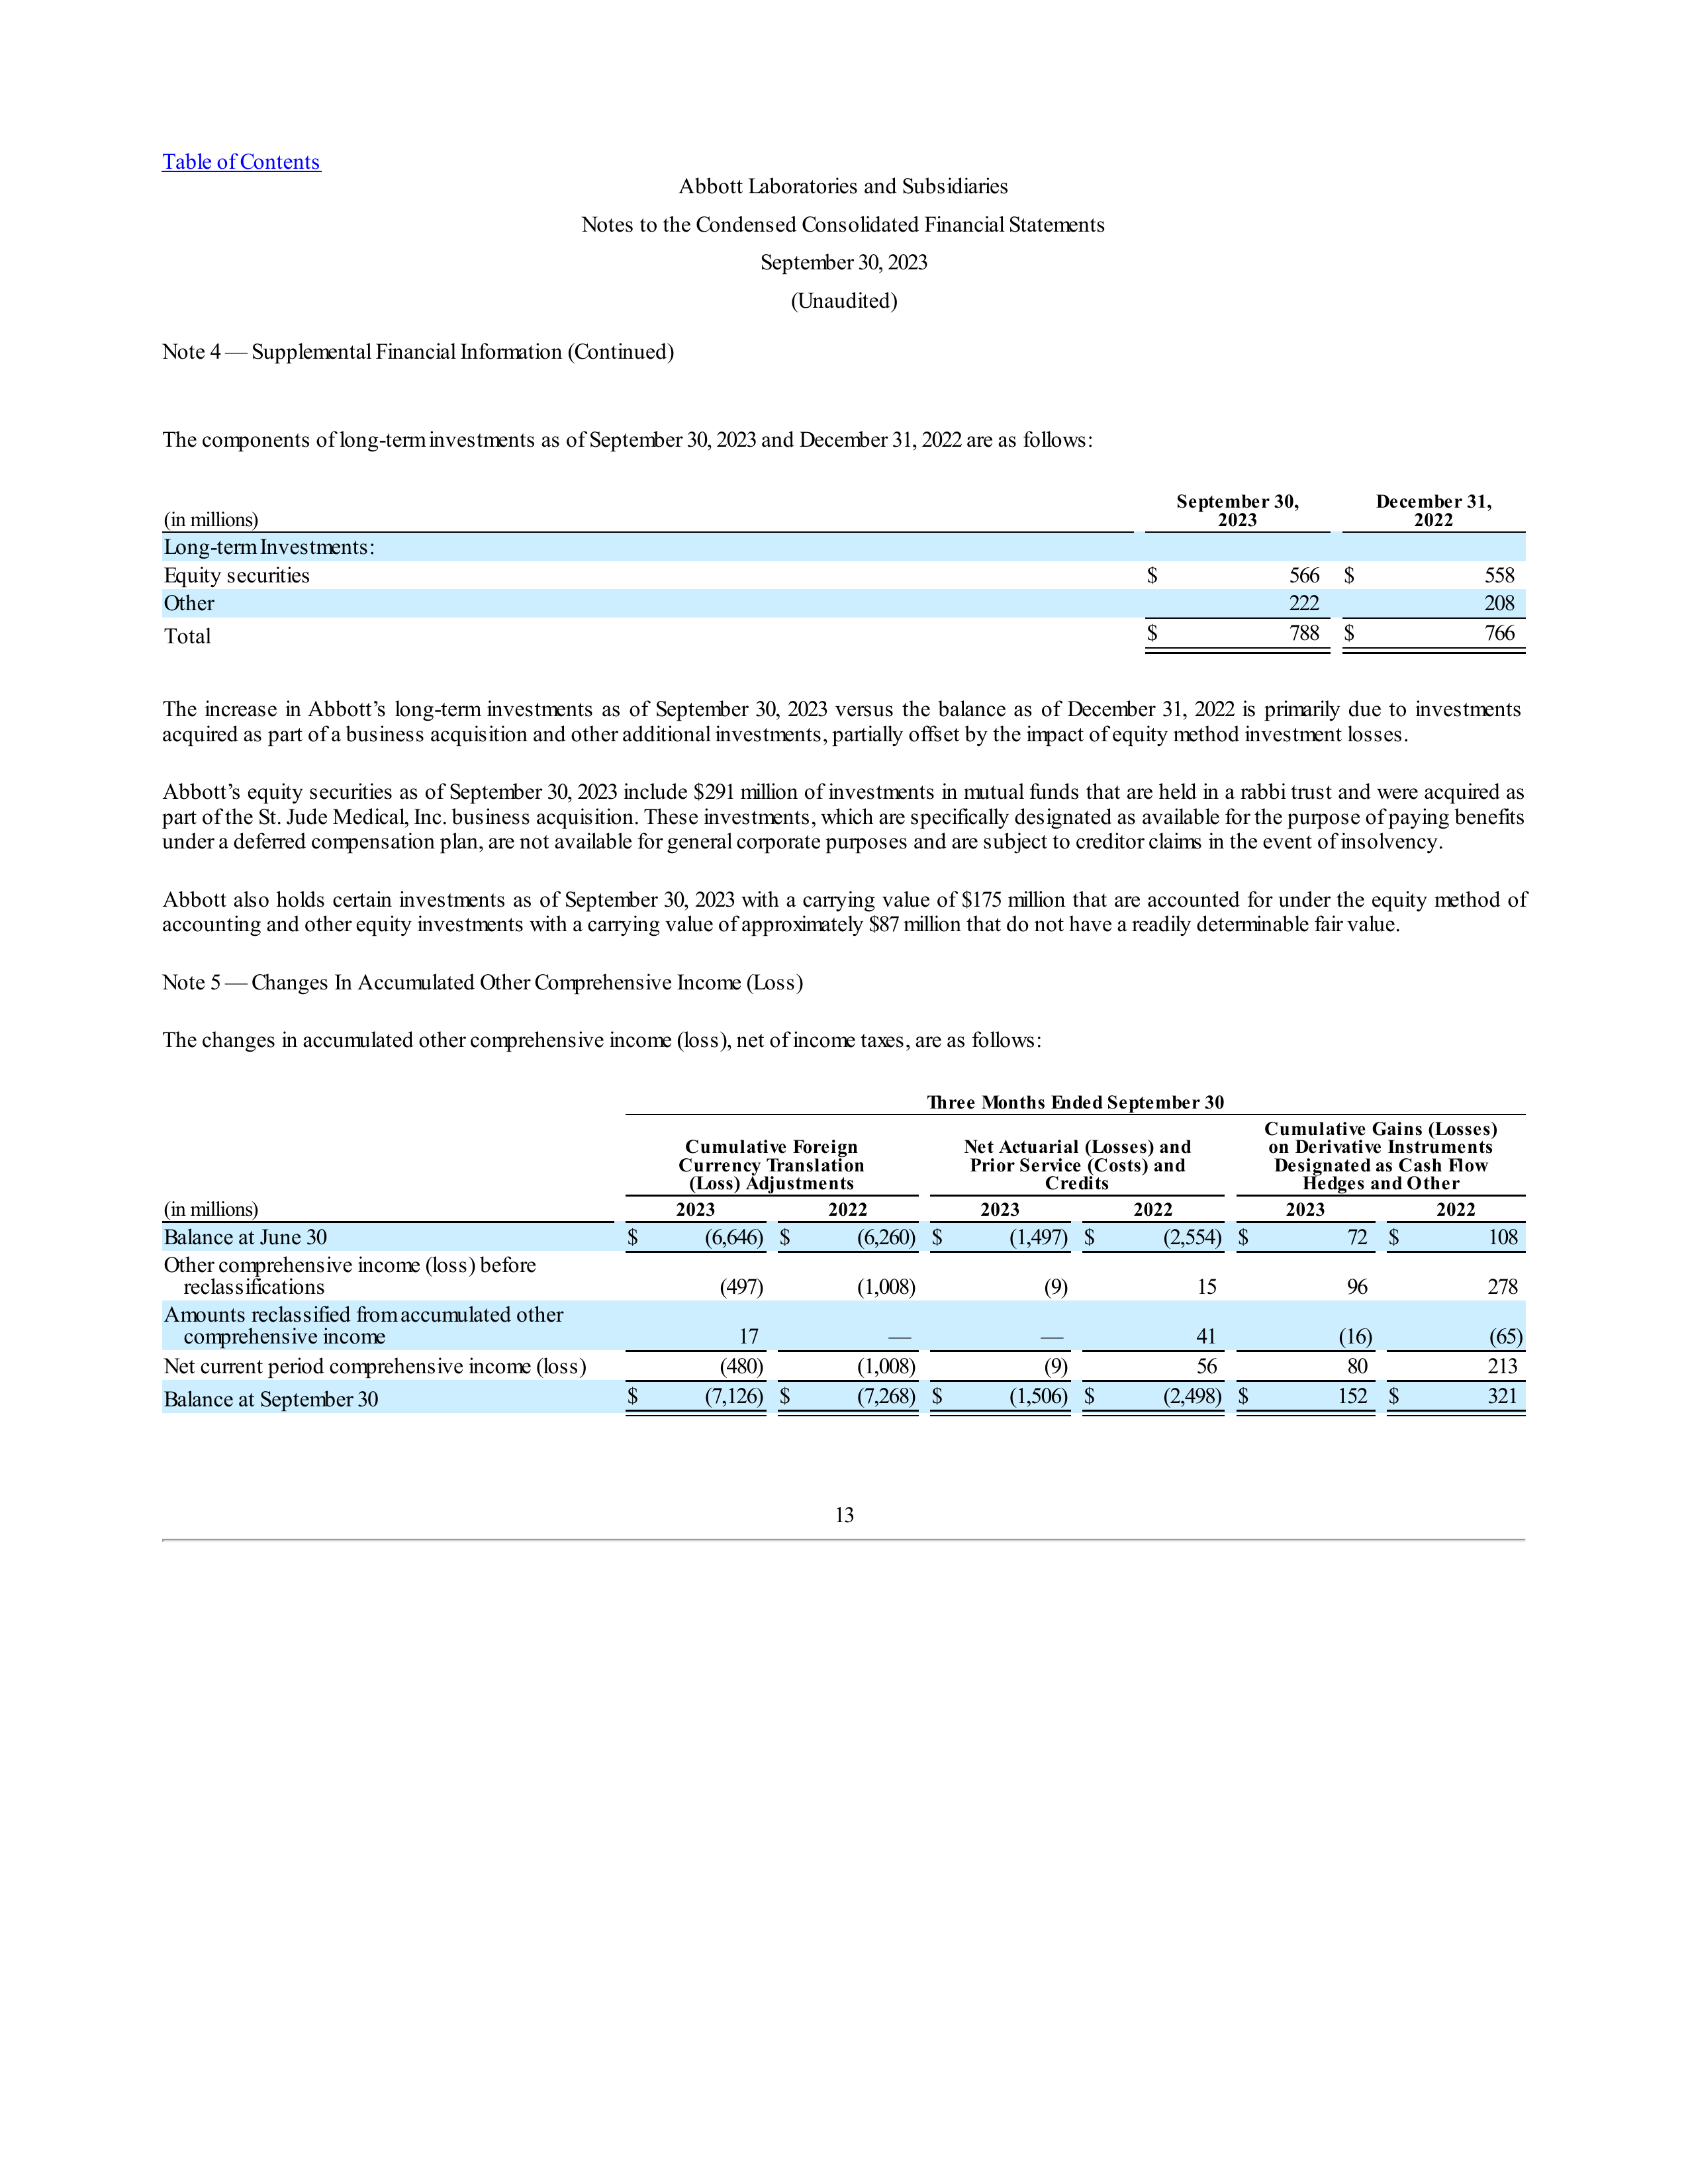 Table of Contents
Abbott Laboratories and Subsidiaries
Notes to the Condensed Consolidated Financial Statements
September 30, 2023
(Unaudited)
Note 4 — Supplemental Financial Information (Continued)
The components of long-term investments as of September 30, 2023 and December 31, 2022 are as follows:
(in millions) September 30, 2023 December 31, 2022
Long-term Investments:
Equity securities $ 566 $ 558
Other 222 208
Total $ 788 $ 766
The increase in Abbott’s long-term investments as of September 30, 2023 versus the balance as of December 31, 2022 is primarily due to investments
acquired as part of a business acquisition and other additional investments, partially offset by the impact of equity method investment losses.
Abbott’s equity securities as of September 30, 2023 include $291 million of investments in mutual funds that are held in a rabbi trust and were acquired as
part of the St. Jude Medical, Inc. business acquisition. These investments, which are specifically designated as available for the purpose of paying benefits
under a deferred compensation plan, are not available for general corporate purposes and are subject to creditor claims in the event of insolvency.
Abbott also holds certain investments as of September 30, 2023 with a carrying value of $175 million that are accounted for under the equity method of
accounting and other equity investments with a carrying value of approximately $87 million that do not have a readily determinable fair value.
Note 5 — Changes In Accumulated Other Comprehensive Income (Loss)
The changes in accumulated other comprehensive income (loss), net of income taxes, are as follows:
Three Months Ended September 30
Cumulative Foreign Currency Translation (Loss) Adjustments Net Actuarial (Losses) and Prior Service (Costs) and Credits Cumulative Gains (Losses) on Derivative Instruments Designated as Cash Flow Hedges and Other
(in millions) 2023 2022 2023 2022 2023 2022
Balance at June 30 $ (6,646) $ (6,260) $ (1,497) $ (2,554) $ 72 $ 108
Other comprehensive income (loss) before
reclassifications (497) (1,008) (9) 15 96 278
Amounts reclassified from accumulated other
comprehensive income 17 — — 41 (16) (65)
Net current period comprehensive income (loss) (480) (1,008) (9) 56 80 213
Balance at September 30 $ (7,126) $ (7,268) $ (1,506) $ (2,498) $ 152 $ 321
13